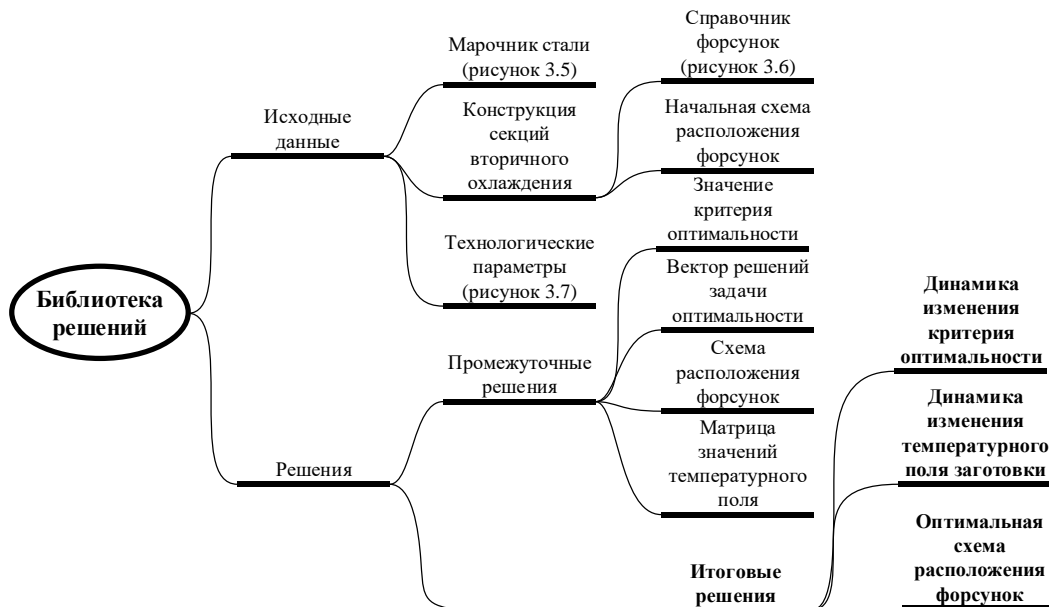 Библиотека
решений
Исходные
данные
Марочник стали
(рисунок 3.5)
Конструкция
секций
вторичного
охлаждения
Справочник
форсунок
(рисунок 3.6)
Начальная схема
расположения
форсунок
Технологические
параметры
(рисунок 3.7)
Решения
Промежуточные
решения
Значение
критерия
оптимальности
Вектор решений
задачи
оптимальности
Схема
расположения
форсунок
Матрица
значений
температурного
поля
Итоговые
решения
Динамика
изменения
критерия
оптимальности
Динамика
изменения
температурного
поля заготовки
Оптимальная
схема
расположения
форсунок